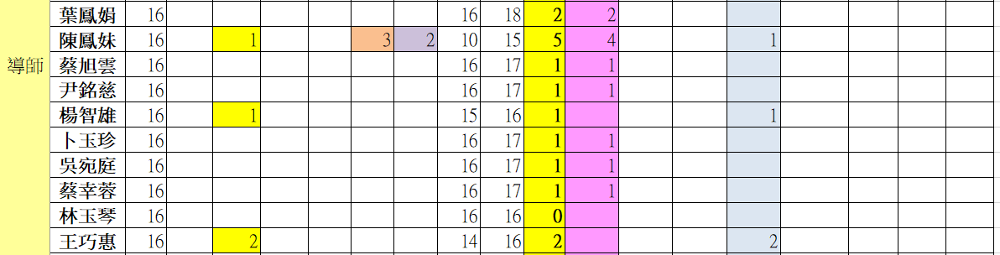 葉鳳娟 16 16 18 2 2
陳鳳妹 16 1 3 2 10 15 5 4 1
導師 蔡旭雲 16 16 17 1 1
尹銘慈 16 16 17 1 1
楊智雄 16 1 15 16 1 1
卜玉珍 16 16 17 1 1
吳宛庭 16 16 17 1 1
蔡幸蓉 16 16 17 1 1
林玉琴 16 16 16 0
王巧惠 16 2 14 16 2 2